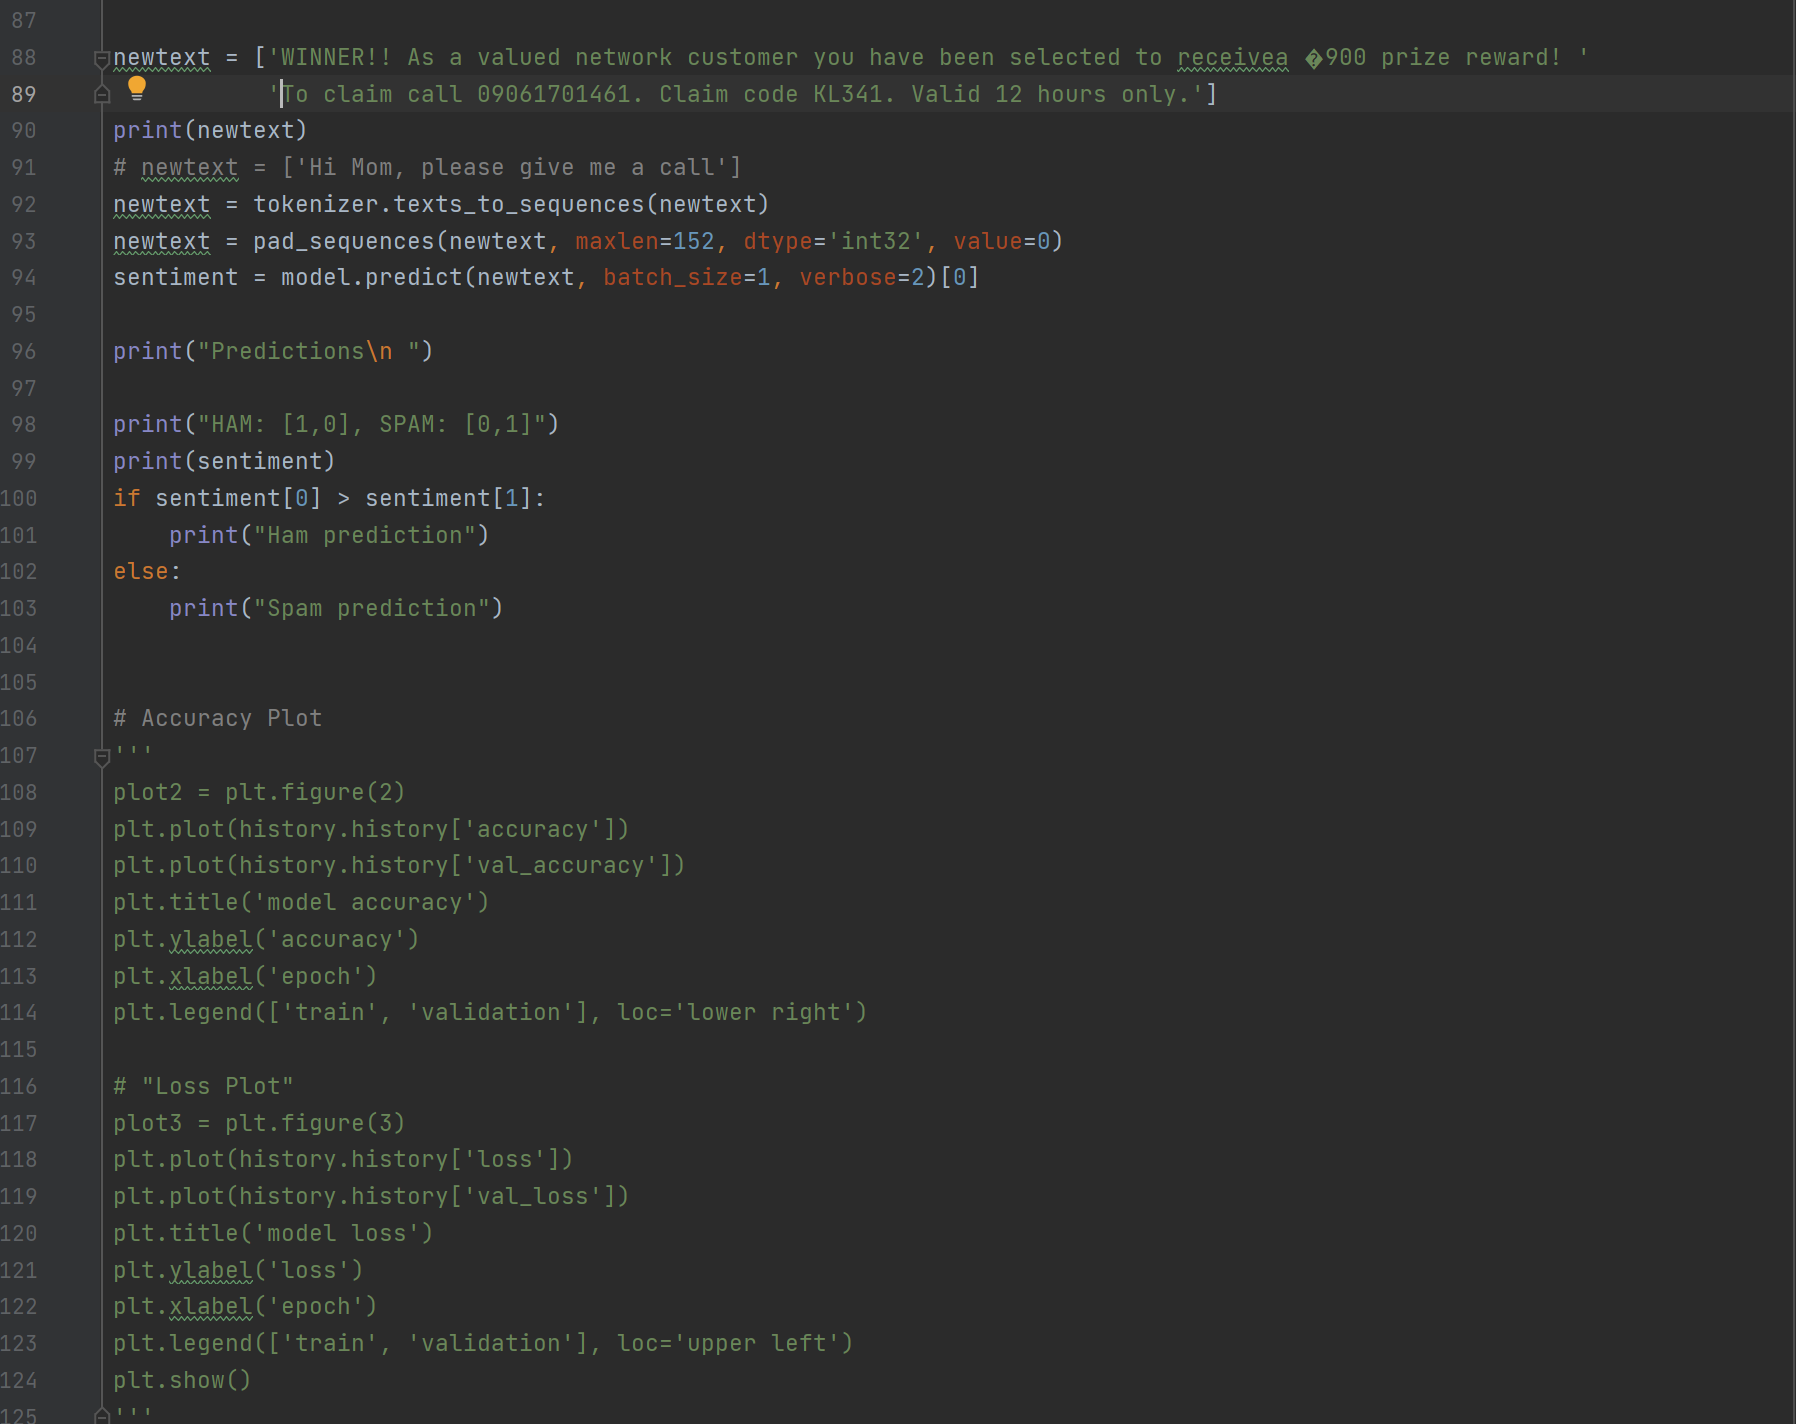 87
88 newtext = ['WINNER!! As a valued network customer you have been selected to receivea �900 prize reward! '
89 'To claim call 09061701461. Claim code KL341. Valid 12 hours only.']
90 print(newtext)
91 # newtext = ['Hi Mom, please give me a call']
92 newtext = tokenizer.texts_to_sequences(newtext)
93 newtext = pad_sequences(newtext, maxlen=152, dtype='int32', value=0)
94 sentiment = model.predict(newtext, batch_size=1, verbose=2)[0]
95
96 print("Predictions\n ")
97
98 print("HAM: [1,0], SPAM: [0,1]")
99 print(sentiment)
100 if sentiment[0] > sentiment[1]:
101     print("Ham prediction")
102 else:
103     print("Spam prediction")
104
105
106 # Accuracy Plot
107 '''
108 plot2 = plt.figure(2)
109 plt.plot(history.history['accuracy'])
110 plt.plot(history.history['val_accuracy'])
111 plt.title('model accuracy')
112 plt.ylabel('accuracy')
113 plt.xlabel('epoch')
114 plt.legend(['train', 'validation'], loc='lower right')
115
116 # "Loss Plot"
117 plot3 = plt.figure(3)
118 plt.plot(history.history['loss'])
119 plt.plot(history.history['val_loss'])
120 plt.title('model loss')
121 plt.ylabel('loss')
122 plt.xlabel('epoch')
123 plt.legend(['train', 'validation'], loc='upper left')
124 plt.show()
125 '''